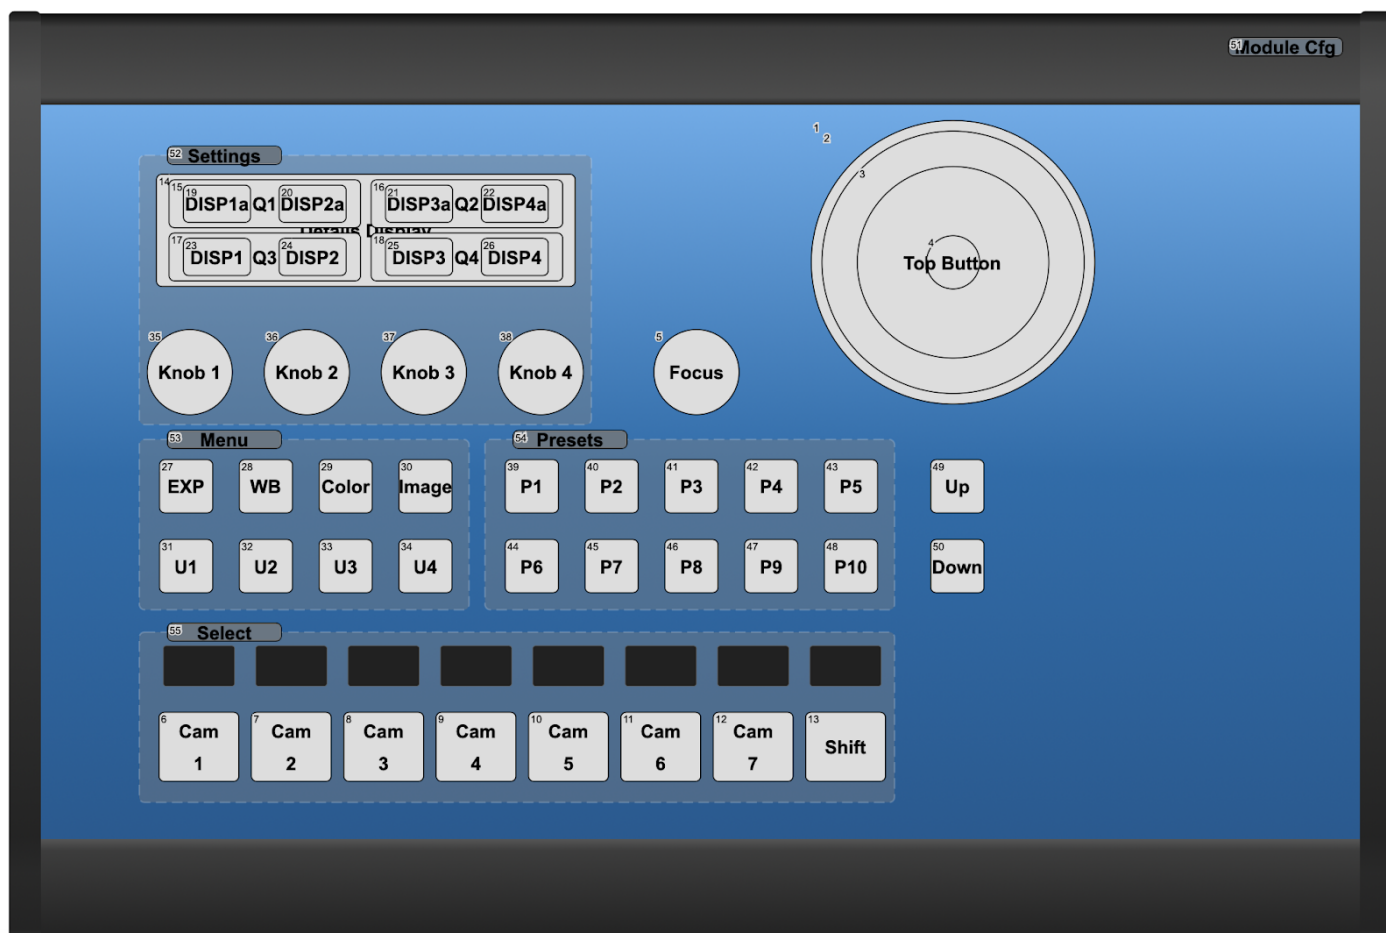 51 Module Cfg
1
2
52 Settings
3
14 15 19 DISP1a Q1 20 DISP2a 16 21 DISP3a Q2 22 DISP4a
Details Display
17 23 DISP1 Q3 24 DISP2 18 25 DISP3 Q4 26 DISP4
4
Top Button
35 Knob 1
36 Knob 2
37 Knob 3
38 Knob 4
5 Focus
53 Menu
54 Presets
27 EXP
28 WB
29 Color
30 Image
39 P1
40 P2
41 P3
42 P4
43 P5
49 Up
31 U1
32 U2
33 U3
34 U4
44 P6
45 P7
46 P8
47 P9
48 P10
50 Down
55 Select
6 Cam
1
7 Cam
2
8 Cam
3
9 Cam
4
10 Cam
5
11 Cam
6
12 Cam
7
13 Shift